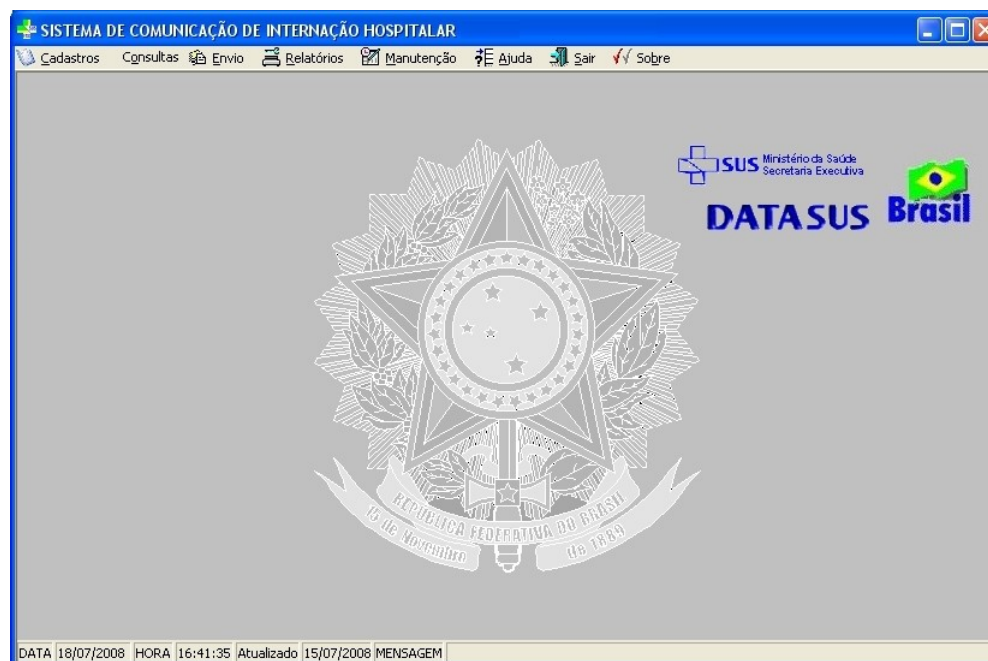 SISTEMA DE COMUNICAÇÃO DE INTERNAÇÃO HOSPITALAR
Cadastros Consultas Envio Relatórios Manutenção Ajuda Sair Sobre
SUS Ministério da Saúde
Secretaria Executiva
DATASUS Brasil
REPUBLICA FEDERATIVA DO BRASIL
15 de Novembro de 1889
DATA 18/07/2008 HORA 16:41:35 Atualizado 15/07/2008 MENSAGEM